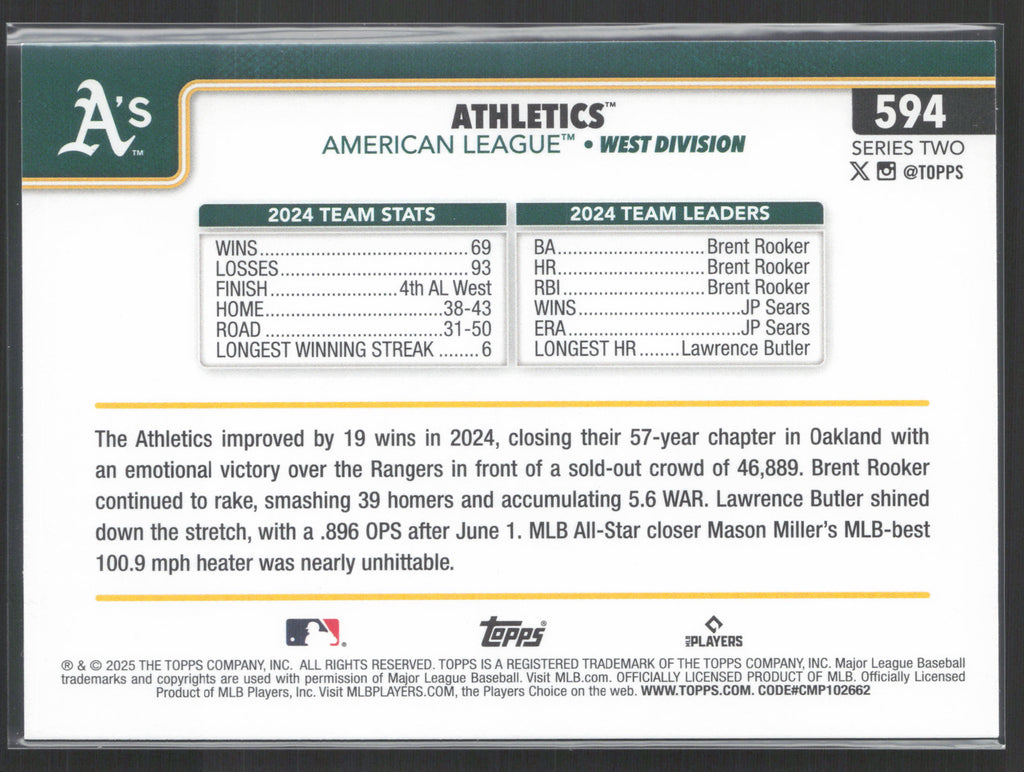 A's™
ATHLETICS™
AMERICAN LEAGUE™ • WEST DIVISION
594
SERIES TWO
X @TOPPS
2024 TEAM STATS
WINS........................................69
LOSSES....................................93
FINISH........................4th AL West
HOME..................................38-43
ROAD..................................31-50
LONGEST WINNING STREAK ........6
2024 TEAM LEADERS
BA............................Brent Rooker
HR............................Brent Rooker
RBI...........................Brent Rooker
WINS...............................JP Sears
ERA.................................JP Sears
LONGEST HR........Lawrence Butler
The Athletics improved by 19 wins in 2024, closing their 57-year chapter in Oakland with
an emotional victory over the Rangers in front of a sold-out crowd of 46,889. Brent Rooker
continued to rake, smashing 39 homers and accumulating 5.6 WAR. Lawrence Butler shined
down the stretch, with a .896 OPS after June 1. MLB All-Star closer Mason Miller's MLB-best
100.9 mph heater was nearly unhittable.
Topps®
MLB PLAYERS
® & © 2025 THE TOPPS COMPANY, INC. ALL RIGHTS RESERVED. TOPPS IS A REGISTERED TRADEMARK OF THE TOPPS COMPANY, INC. Major League Baseball
trademarks and copyrights are used with permission of Major League Baseball. Visit MLB.com. OFFICIALLY LICENSED PRODUCT OF MLB. Officially Licensed
Product of MLB Players, Inc. Visit MLBPLAYERS.COM, the Players Choice on the web. WWW.TOPPS.COM. CODE#CMP102662